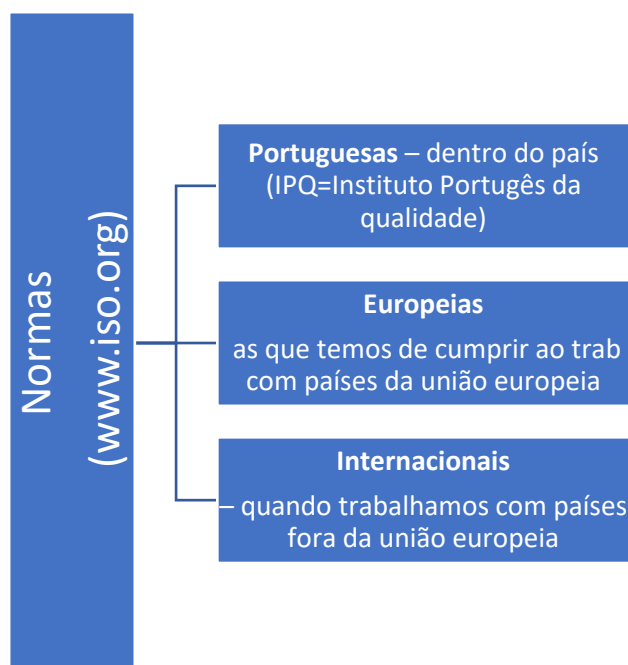 Normas
(www.iso.org)
Portuguesas – dentro do país
(IPQ=Instituto Portugês da
qualidade)
Europeias
as que temos de cumprir ao trab
com países da união europeia
Internacionais
– quando trabalhamos com países
fora da união europeia